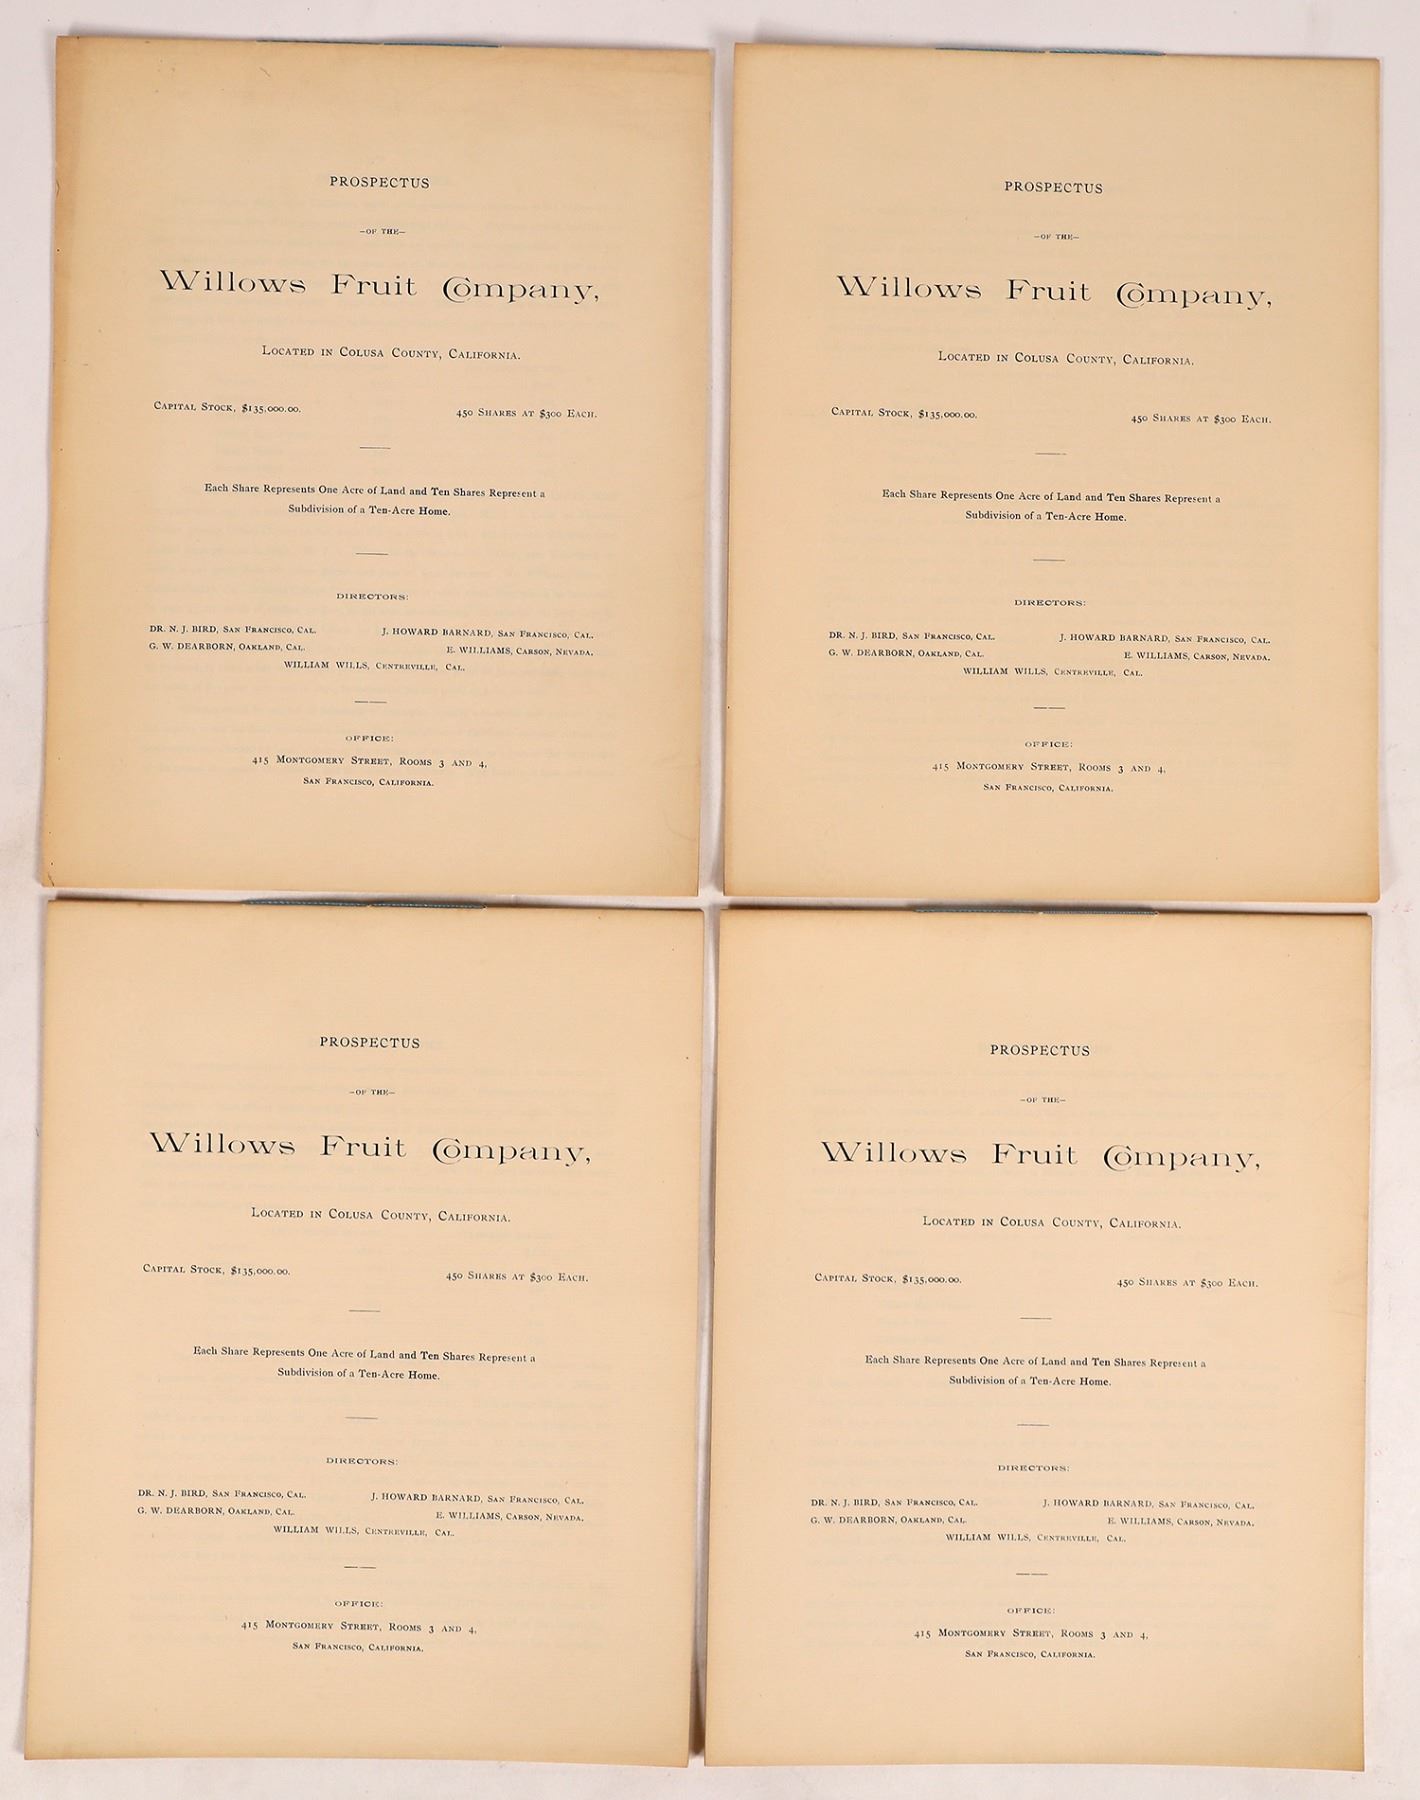 PROSPECTUS
—OF THE—
Willows Fruit Company,
LOCATED IN COLUSA COUNTY, CALIFORNIA.
CAPITAL STOCK, $135,000.00. 450 SHARES AT $300 EACH.
Each Share Represents One Acre of Land and Ten Shares Represent a
Subdivision of a Ten-Acre Home.
DIRECTORS:
DR. N. J. BIRD, SAN FRANCISCO, CAL. J. HOWARD BARNARD, SAN FRANCISCO, CAL.
G. W. DEARBORN, OAKLAND, CAL. E. WILLIAMS, CARSON, NEVADA.
WILLIAM WILLS, CENTREVILLE, CAL.
OFFICE:
415 MONTGOMERY STREET, ROOMS 3 AND 4,
SAN FRANCISCO, CALIFORNIA.
PROSPECTUS
—OF THE—
Willows Fruit Company,
LOCATED IN COLUSA COUNTY, CALIFORNIA.
CAPITAL STOCK, $135,000.00. 450 SHARES AT $300 EACH.
Each Share Represents One Acre of Land and Ten Shares Represent a
Subdivision of a Ten-Acre Home.
DIRECTORS:
DR. N. J. BIRD, SAN FRANCISCO, CAL. J. HOWARD BARNARD, SAN FRANCISCO, CAL.
G. W. DEARBORN, OAKLAND, CAL. E. WILLIAMS, CARSON, NEVADA.
WILLIAM WILLS, CENTREVILLE, CAL.
OFFICE:
415 MONTGOMERY STREET, ROOMS 3 AND 4,
SAN FRANCISCO, CALIFORNIA.
PROSPECTUS
—OF THE—
Willows Fruit Company,
LOCATED IN COLUSA COUNTY, CALIFORNIA.
CAPITAL STOCK, $135,000.00. 450 SHARES AT $300 EACH.
Each Share Represents One Acre of Land and Ten Shares Represent a
Subdivision of a Ten-Acre Home.
DIRECTORS:
DR. N. J. BIRD, SAN FRANCISCO, CAL. J. HOWARD BARNARD, SAN FRANCISCO, CAL.
G. W. DEARBORN, OAKLAND, CAL. E. WILLIAMS, CARSON, NEVADA.
WILLIAM WILLS, CENTREVILLE, CAL.
OFFICE:
415 MONTGOMERY STREET, ROOMS 3 AND 4,
SAN FRANCISCO, CALIFORNIA.
PROSPECTUS
—OF THE—
Willows Fruit Company,
LOCATED IN COLUSA COUNTY, CALIFORNIA.
CAPITAL STOCK, $135,000.00. 450 SHARES AT $300 EACH.
Each Share Represents One Acre of Land and Ten Shares Represent a
Subdivision of a Ten-Acre Home.
DIRECTORS:
DR. N. J. BIRD, SAN FRANCISCO, CAL. J. HOWARD BARNARD, SAN FRANCISCO, CAL.
G. W. DEARBORN, OAKLAND, CAL. E. WILLIAMS, CARSON, NEVADA.
WILLIAM WILLS, CENTREVILLE, CAL.
OFFICE:
415 MONTGOMERY STREET, ROOMS 3 AND 4,
SAN FRANCISCO, CALIFORNIA.